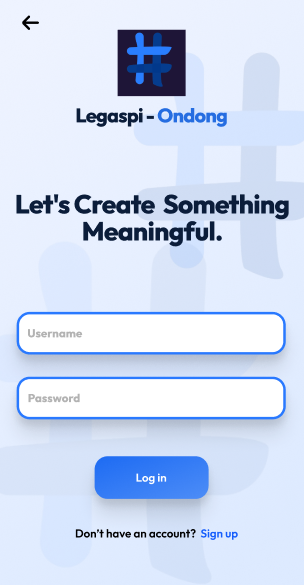 Legaspi - Ondong
Let's Create Something
Meaningful.
Username
Password
Log in
Don't have an account? Sign up